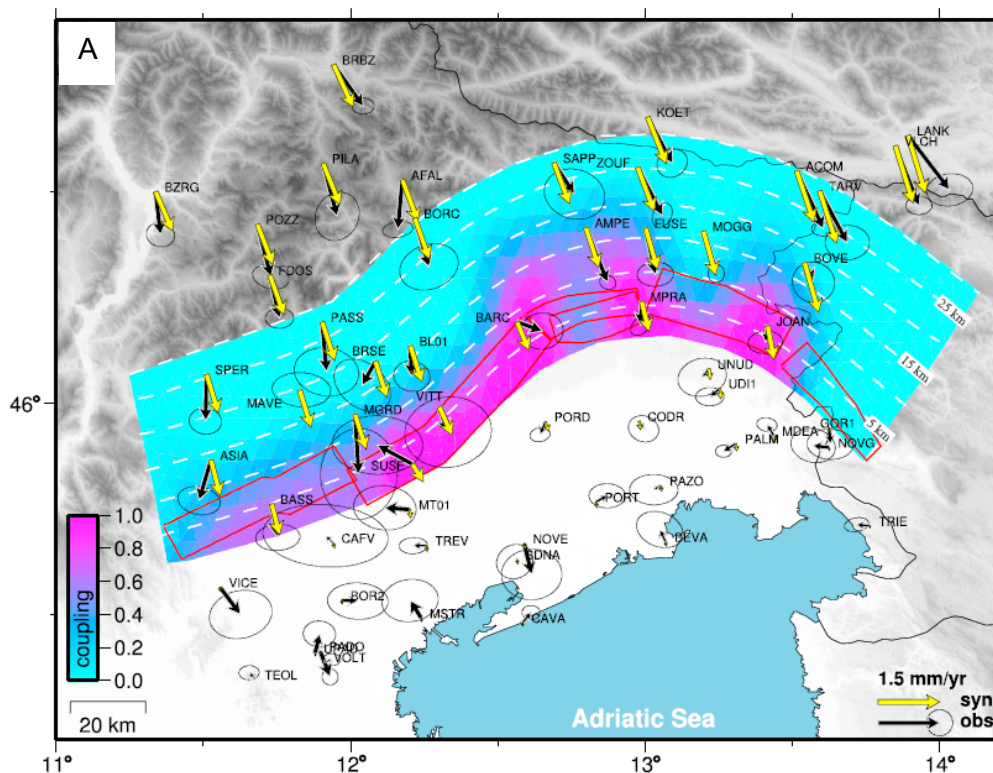 A
BRBZ
KOET
LANK
LCH
PILA
SAPP
ZOUF
ACOM
TARV
AFAL
BZRG
BORC
POZZ
AMPE
FUSE
MOGG
BOVE
FDOS
25 km
MPRA
PASS
BARC
JOAN
BRSE
BL01
15 km
SPER
UNUD
UDI1
MAVE
46°
MGRD
VITT
5 km
PORD
CODR
GOR1
MDEA
NOVG
PALM
ASIA
SUSE
PAZO
BASS
MT01
PORT
1.0
TRIE
0.8
CAFV
TREV
NOVE
BEVA
SDNA
0.6
VICE
BOR2
0.4
MSTR
CAVA
coupling
0.2
PADO
VOLT
0.0
TEOL
1.5 mm/yr
syn
20 km
Adriatic Sea
obs
11°
12°
13°
14°